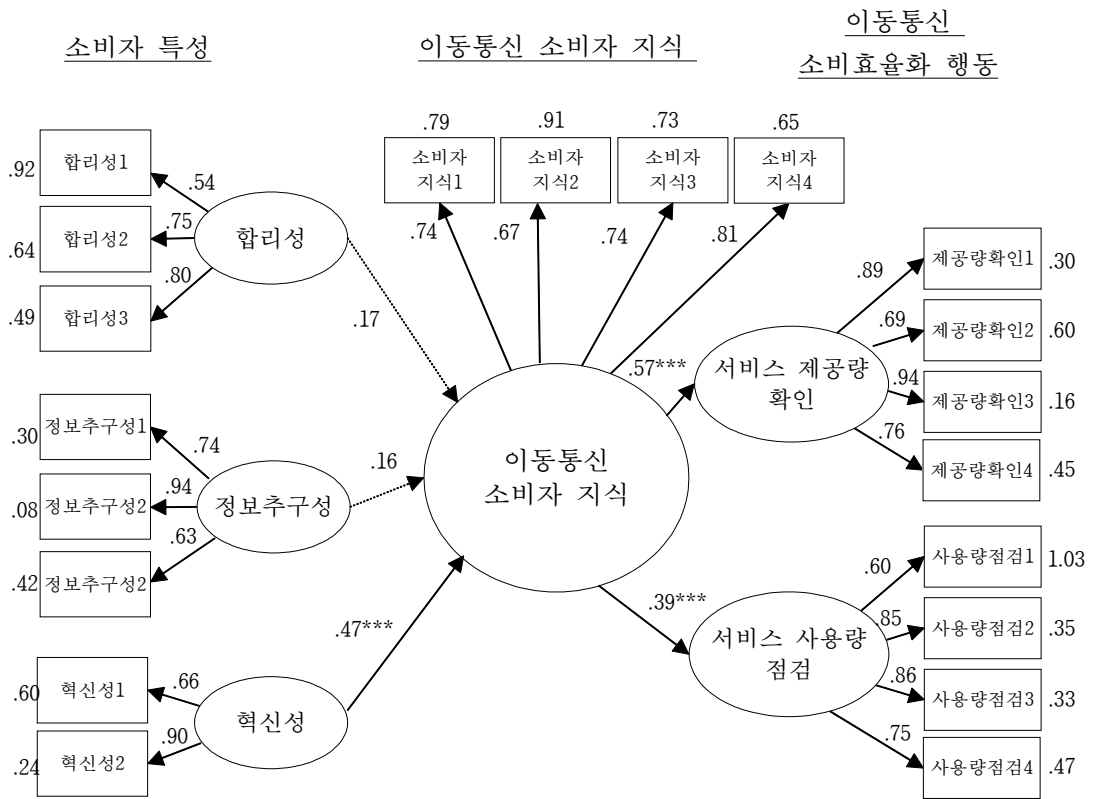 소비자 특성
이동통신 소비자 지식
이동통신
소비효율화 행동
.79
.91
.73
.65
소비자
지식1
소비자
지식2
소비자
지식3
소비자
지식4
.74
.67
.74
.81
.92
합리성1
.54
.64
합리성2
.75
.49
합리성3
.80
합리성
.17
.30
정보추구성1
.74
.08
정보추구성2
.94
.42
정보추구성2
.63
정보추구성
.16
.60
혁신성1
.66
.24
혁신성2
.90
혁신성
.47***
이동통신
소비자 지식
.57***
서비스 제공량
확인
.89
제공량확인1
.30
.69
제공량확인2
.60
.94
제공량확인3
.16
.76
제공량확인4
.45
.39***
서비스 사용량
점검
.60
사용량점검1
1.03
.85
사용량점검2
.35
.86
사용량점검3
.33
.75
사용량점검4
.47